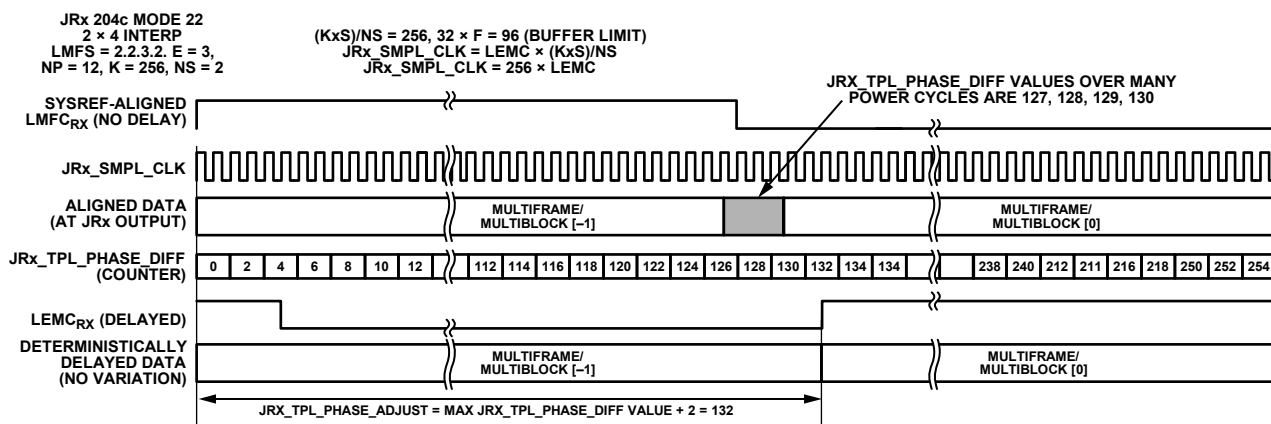 JRx 204c MODE 22
2 × 4 INTERP
LMFS = 2.2.3.2. E = 3,
NP = 12, K = 256, NS = 2
(KxS)/NS = 256, 32 × F = 96 (BUFFER LIMIT)
JRx_SMPL_CLK = LEMC × (KxS)/NS
JRx_SMPL_CLK = 256 × LEMC
JRX_TPL_PHASE_DIFF VALUES OVER MANY
POWER CYCLES ARE 127, 128, 129, 130
SYSREF-ALIGNED
LMFCRX (NO DELAY)
JRx_SMPL_CLK
ALIGNED DATA
(AT JRx OUTPUT)
MULTIFRAME/
MULTIBLOCK [–1]
MULTIFRAME/
MULTIBLOCK [0]
JRx_TPL_PHASE_DIFF
(COUNTER)
0 2 4 6 8 10 12 112 114 116 118 120 122 124 126 128 130 132 134 134 238 240 212 211 216 218 250 252 254
LEMCRX (DELAYED)
DETERMINISTICALLY
DELAYED DATA
(NO VARIATION)
MULTIFRAME/
MULTIBLOCK [–1]
MULTIFRAME/
MULTIBLOCK [0]
JRX_TPL_PHASE_ADJUST = MAX JRX_TPL_PHASE_DIFF VALUE + 2 = 132